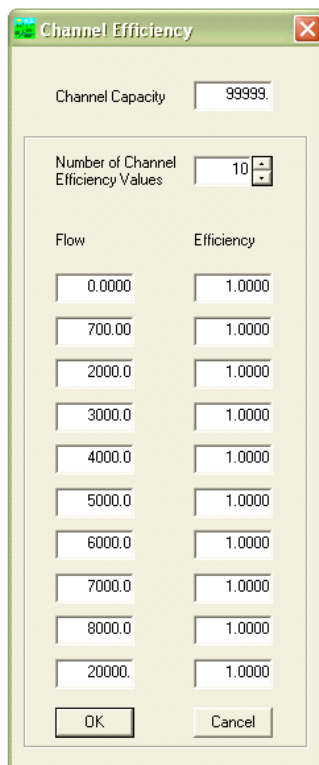 Channel Efficiency
Channel Capacity 99999.
Number of Channel 10
Efficiency Values
Flow Efficiency
0.0000 1.0000
700.00 1.0000
2000.0 1.0000
3000.0 1.0000
4000.0 1.0000
5000.0 1.0000
6000.0 1.0000
7000.0 1.0000
8000.0 1.0000
20000. 1.0000
OK Cancel